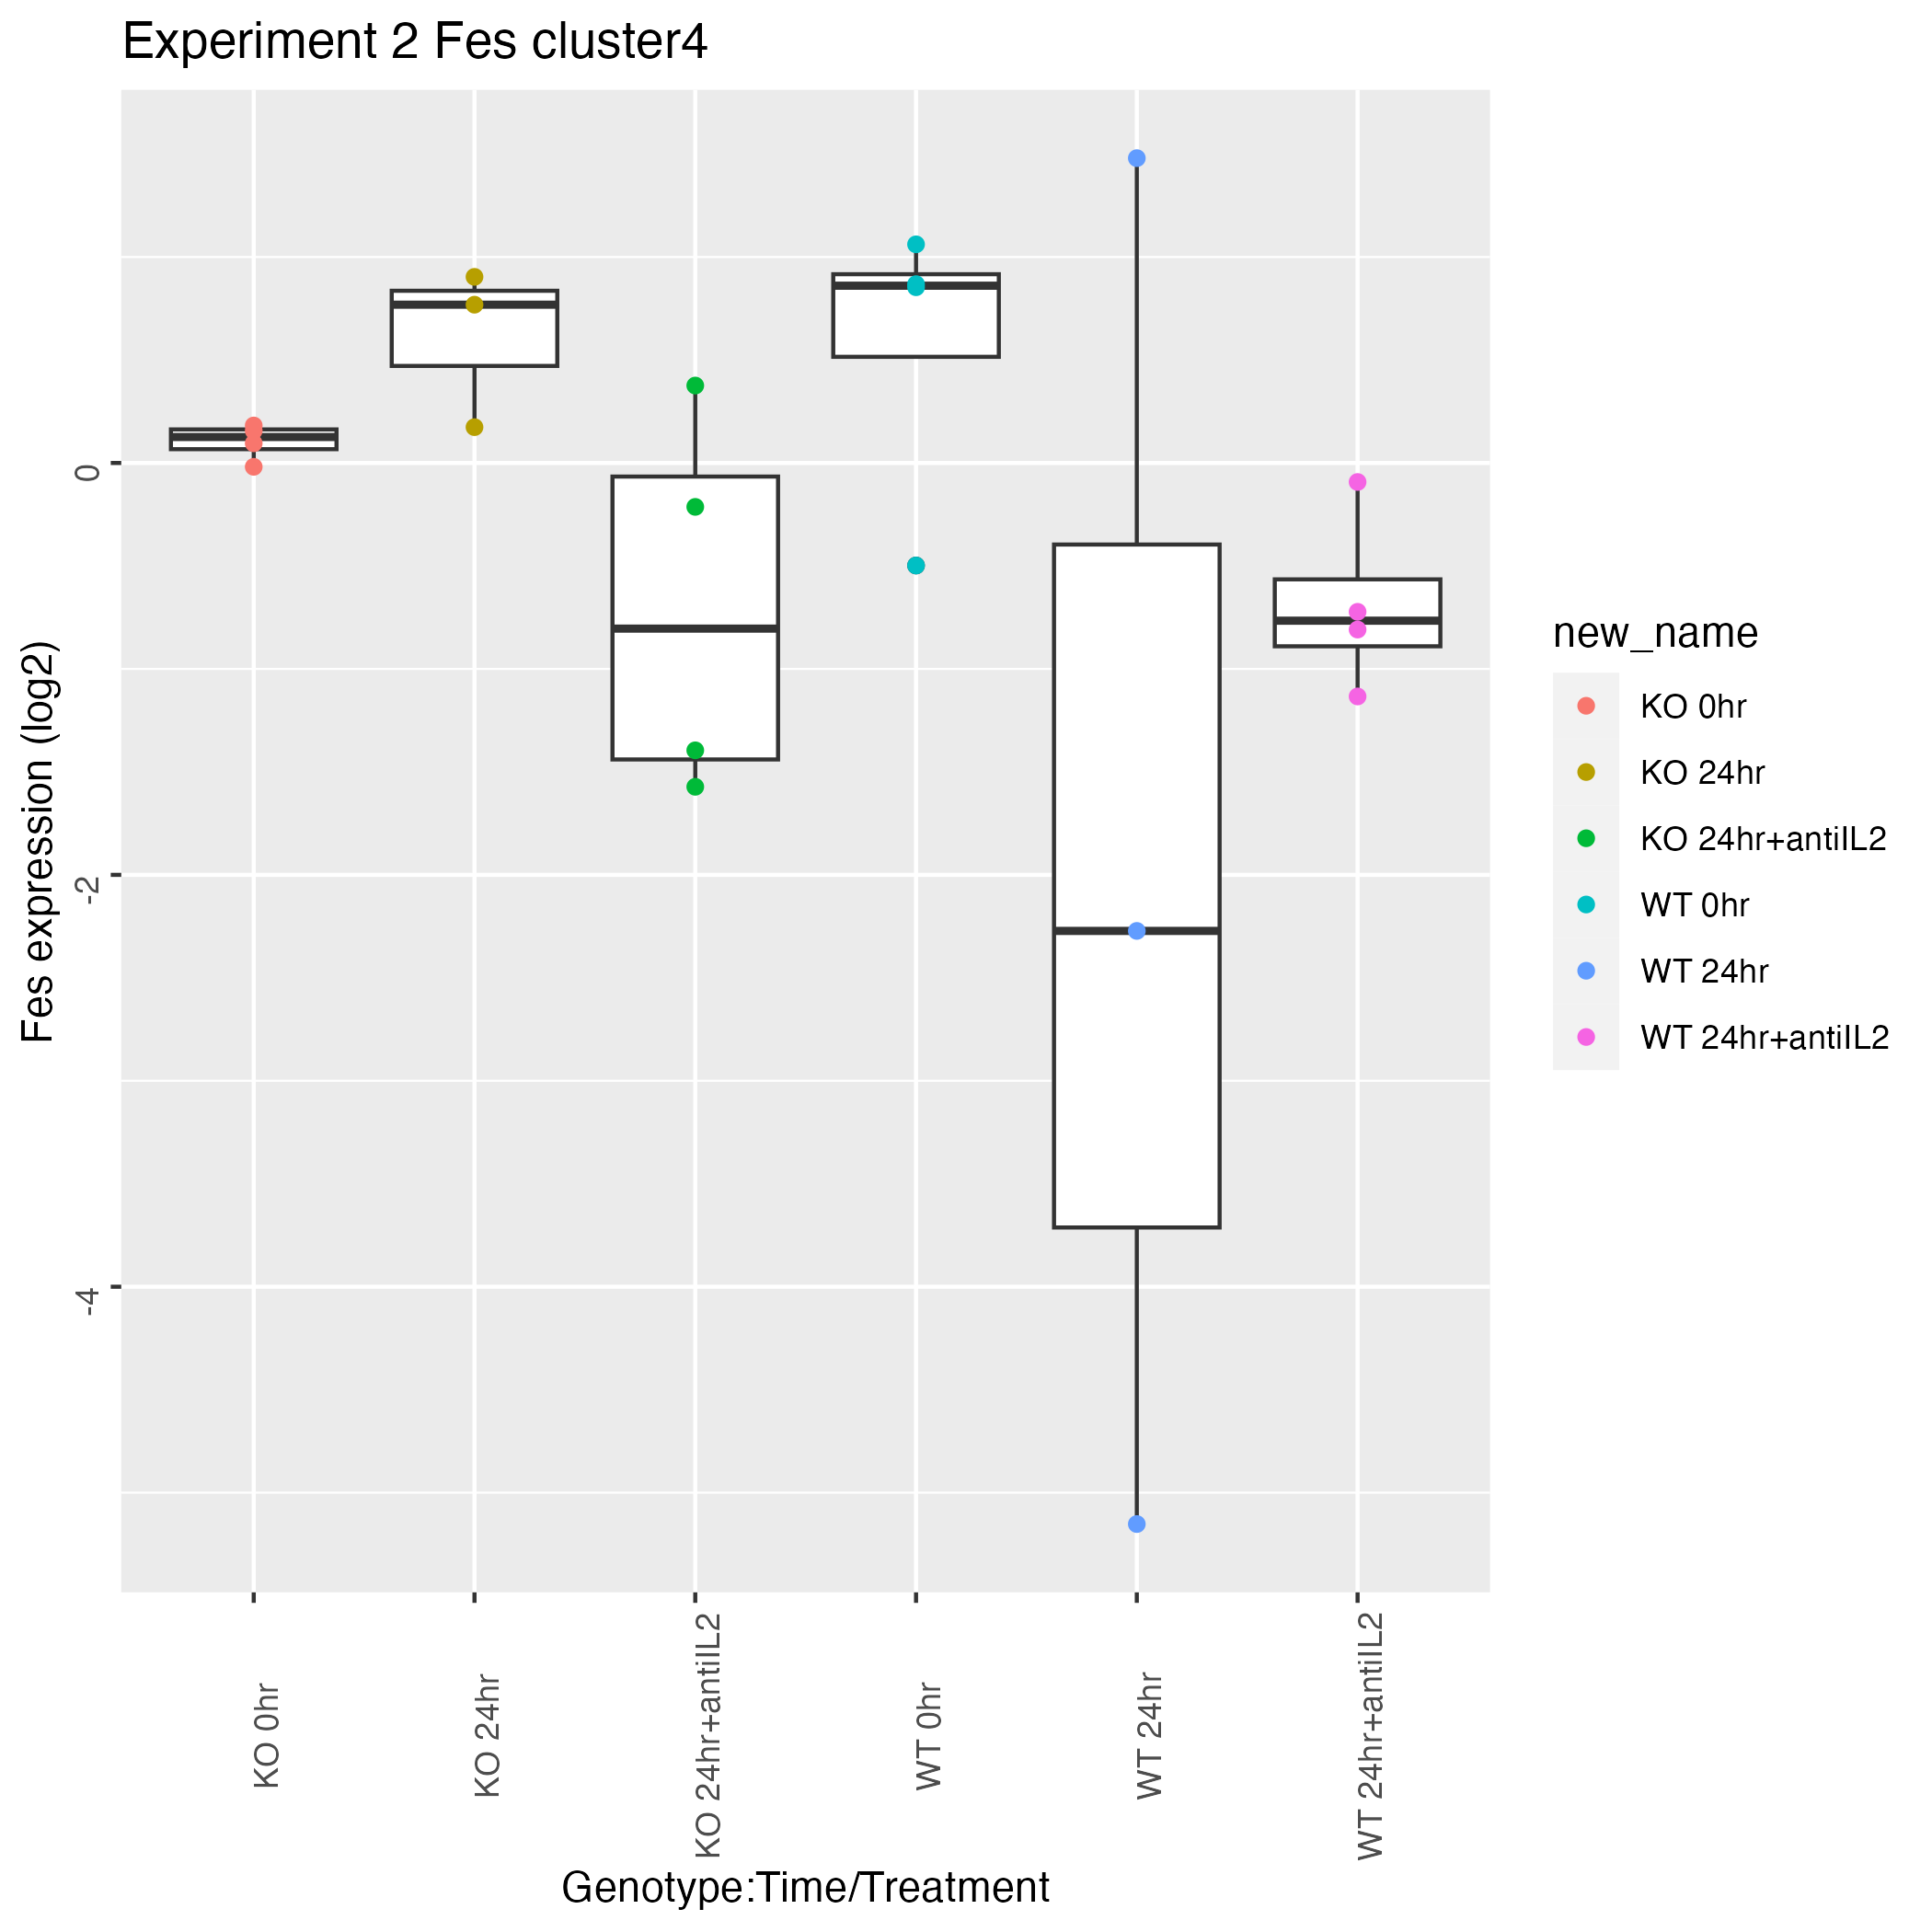 Experiment 2 Fes cluster4
Fes expression (log2)
0
-2
-4
KO 0hr
KO 24hr
KO 24hr+antiIL2
WT 0hr
WT 24hr
WT 24hr+antiIL2
Genotype:Time/Treatment
new_name
KO 0hr
KO 24hr
KO 24hr+antiIL2
WT 0hr
WT 24hr
WT 24hr+antiIL2